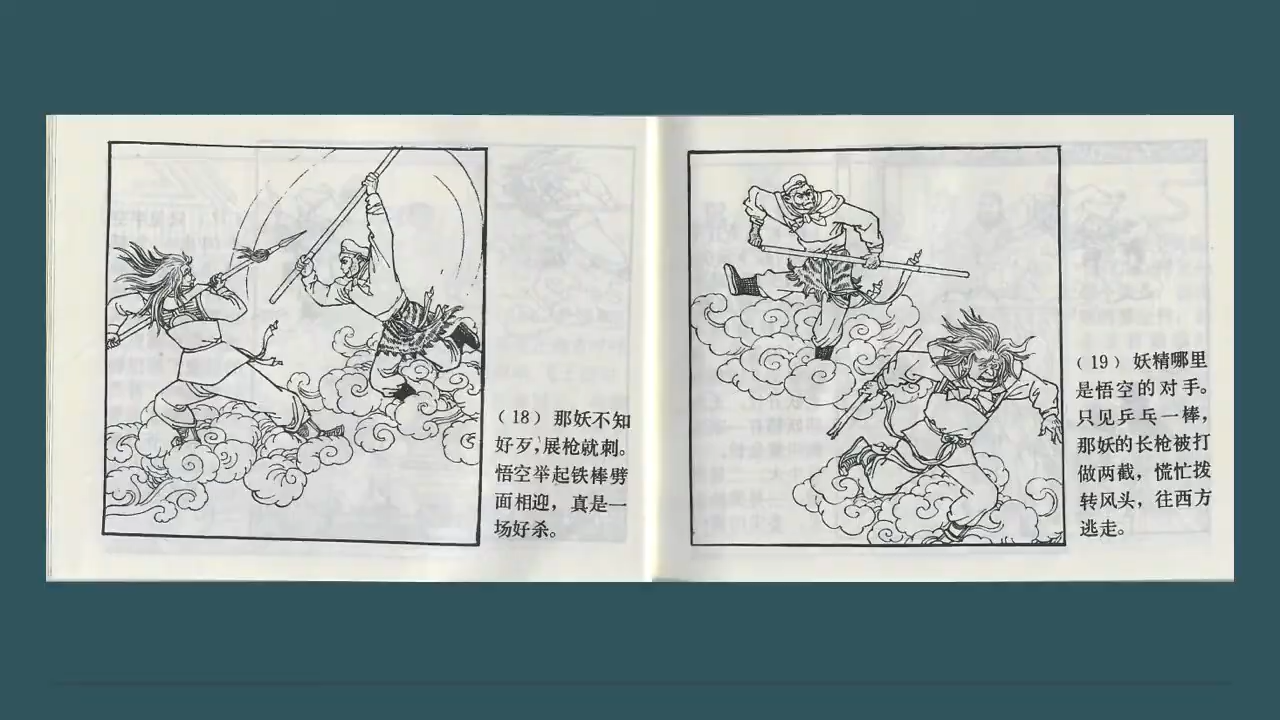 （18）那妖不知
好歹，展枪就刺。
悟空举起铁棒劈
面相迎，真是一
场好杀。
（19）妖精哪里
是悟空的对手。
只见乒乓一棒，
那妖的长枪被打
做两截，慌忙拨
转风头，往西方
逃走。